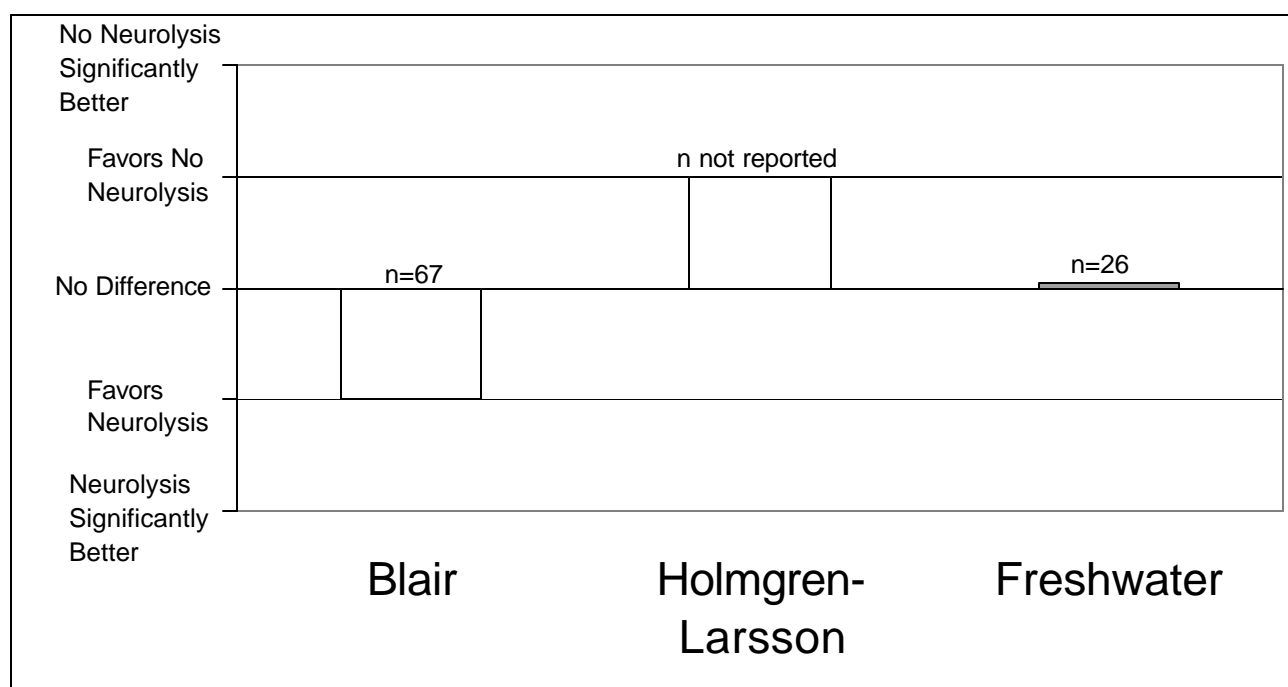 No Neurolysis
Significantly
Better
Favors No
Neurolysis
n not reported
No Difference
n=67
n=26
Favors
Neurolysis
Neurolysis
Significantly
Better
Blair
Holmgren-
Larsson
Freshwater